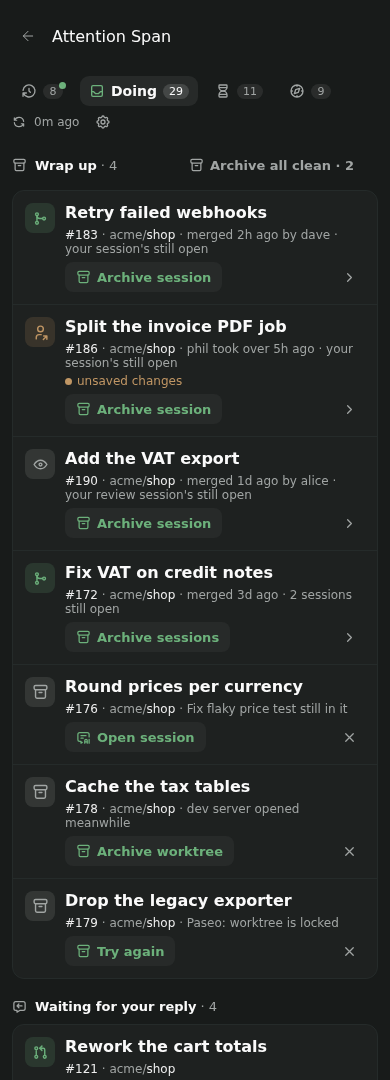 Attention Span
8
Doing 29
11
9
0m ago
Wrap up · 4
Archive all clean · 2
Retry failed webhooks
#183 · acme/shop · merged 2h ago by dave ·
your session's still open
Archive session
Split the invoice PDF job
#186 · acme/shop · phil took over 5h ago · your
session's still open
unsaved changes
Archive session
Add the VAT export
#190 · acme/shop · merged 1d ago by alice ·
your review session's still open
Archive session
Fix VAT on credit notes
#172 · acme/shop · merged 3d ago · 2 sessions
still open
Archive sessions
Round prices per currency
#176 · acme/shop · Fix flaky price test still in it
Open session
Cache the tax tables
#178 · acme/shop · dev server opened
meanwhile
Archive worktree
Drop the legacy exporter
#179 · acme/shop · Paseo: worktree is locked
Try again
Waiting for your reply · 4
Rework the cart totals
#121 · acme/shop